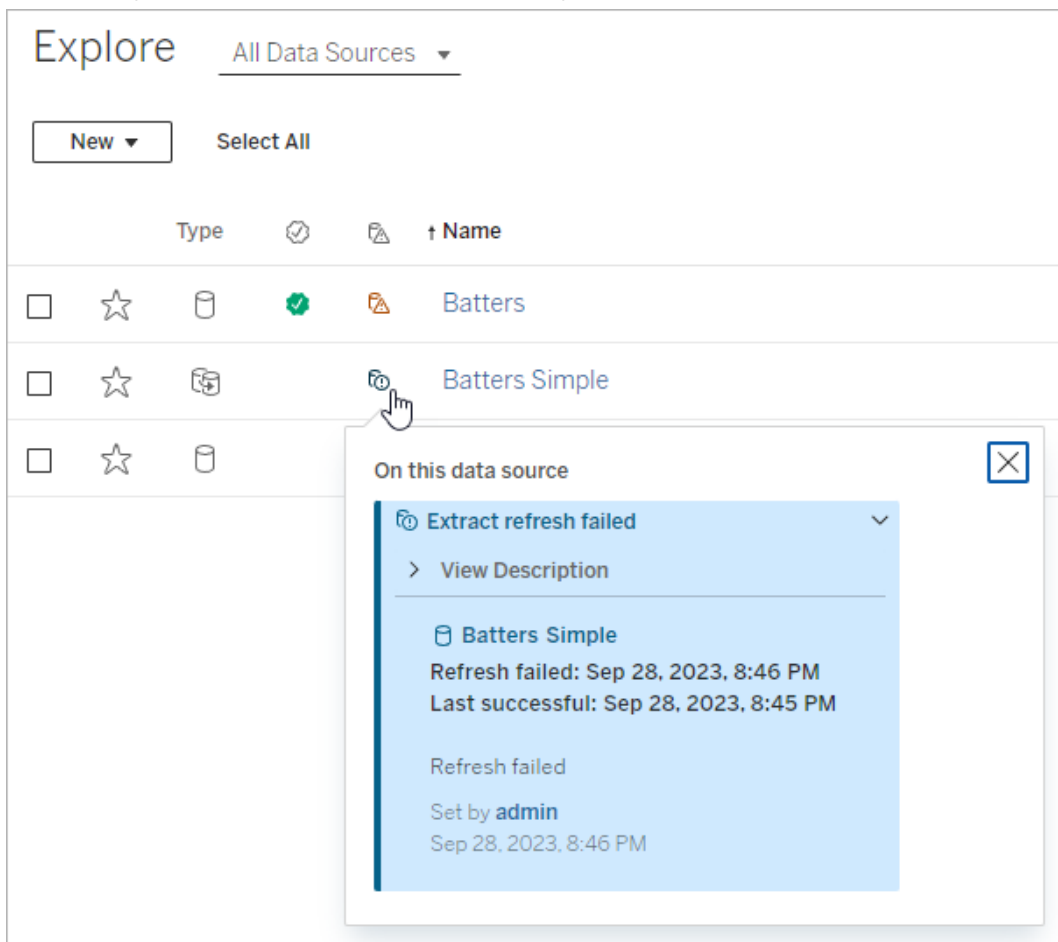 Explore All Data Sources
New Select All
Type Name
Batters
Batters Simple
On this data source
Extract refresh failed
View Description
Batters Simple
Refresh failed: Sep 28, 2023, 8:46 PM
Last successful: Sep 28, 2023, 8:45 PM
Refresh failed
Set by admin
Sep 28, 2023, 8:46 PM